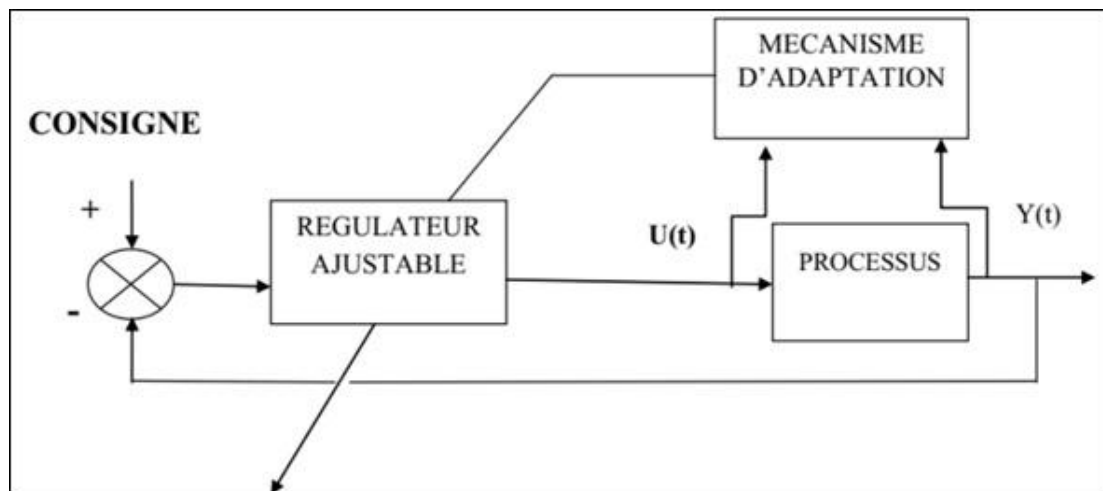 MECANISME
D'ADAPTATION
CONSIGNE
+
REGULATEUR
AJUSTABLE
U(t)
Y(t)
PROCESSUS
-